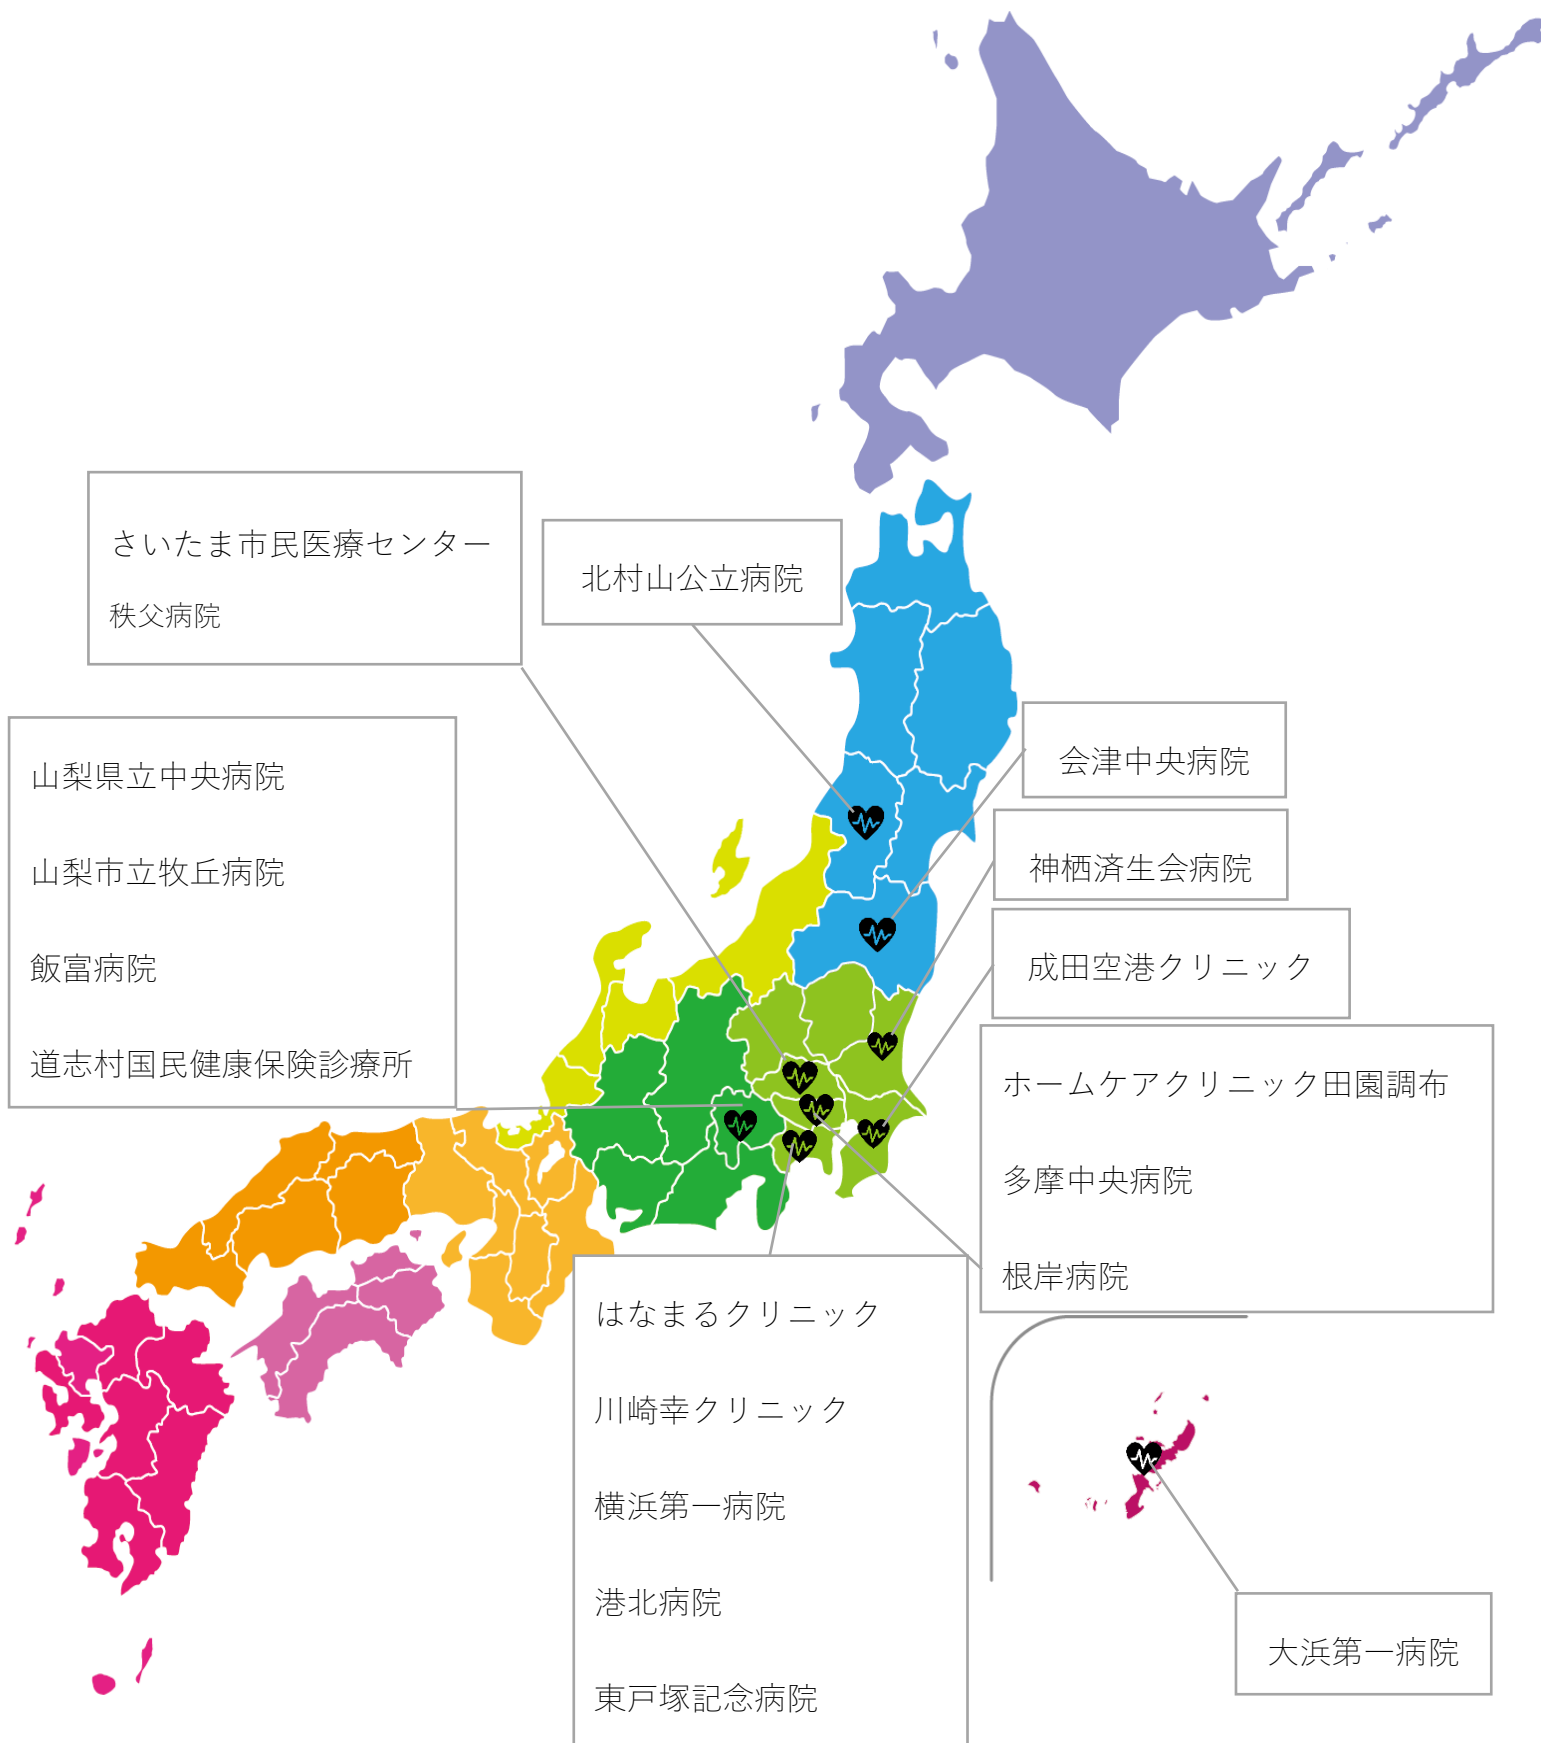 さいたま市民医療センター
秩父病院
北村山公立病院
山梨県立中央病院
山梨市立牧丘病院
飯富病院
道志村国民健康保険診療所
会津中央病院
神栖済生会病院
成田空港クリニック
ホームケアクリニック田園調布
多摩中央病院
根岸病院
はなまるクリニック
川崎幸クリニック
横浜第一病院
港北病院
東戸塚記念病院
大浜第一病院